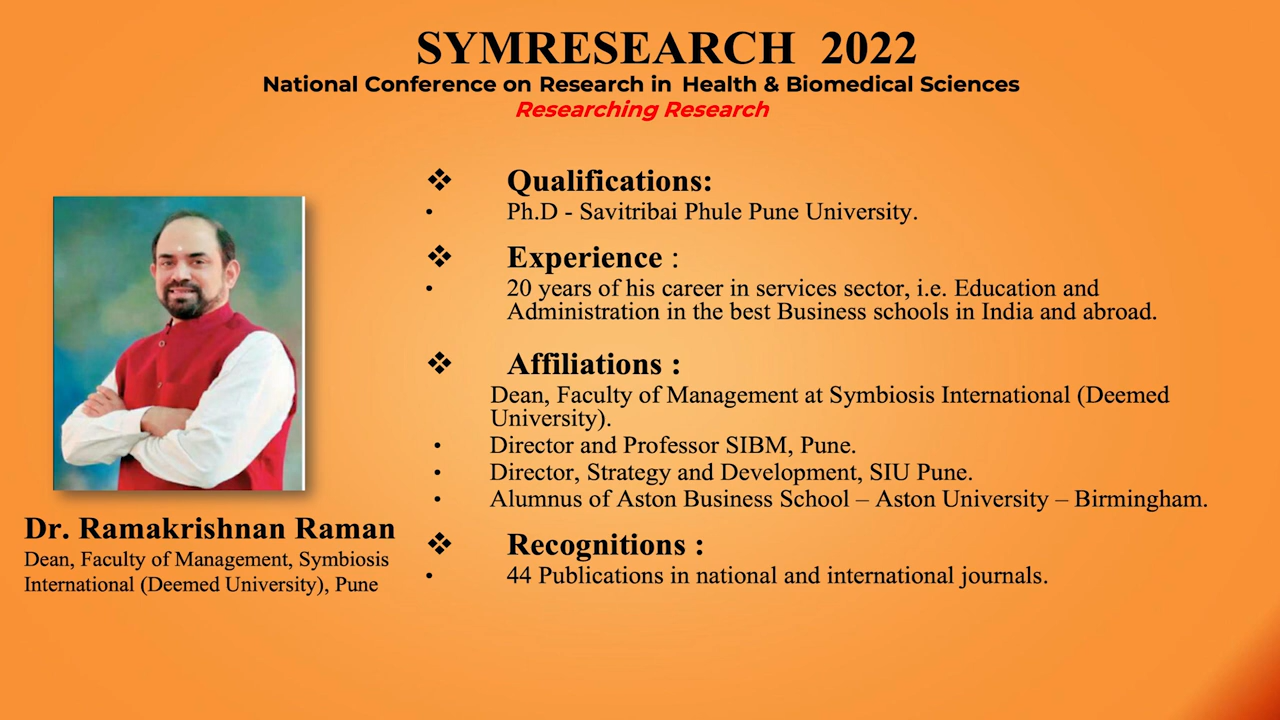 SYMRESEARCH 2022
National Conference on Research in Health & Biomedical Sciences
Researching Research
Dr. Ramakrishnan Raman
Dean, Faculty of Management, Symbiosis
International (Deemed University), Pune
❖ Qualifications:
• Ph.D - Savitribai Phule Pune University.
❖ Experience :
• 20 years of his career in services sector, i.e. Education and
Administration in the best Business schools in India and abroad.
❖ Affiliations :
Dean, Faculty of Management at Symbiosis International (Deemed
University).
• Director and Professor SIBM, Pune.
• Director, Strategy and Development, SIU Pune.
• Alumnus of Aston Business School – Aston University – Birmingham.
❖ Recognitions :
• 44 Publications in national and international journals.